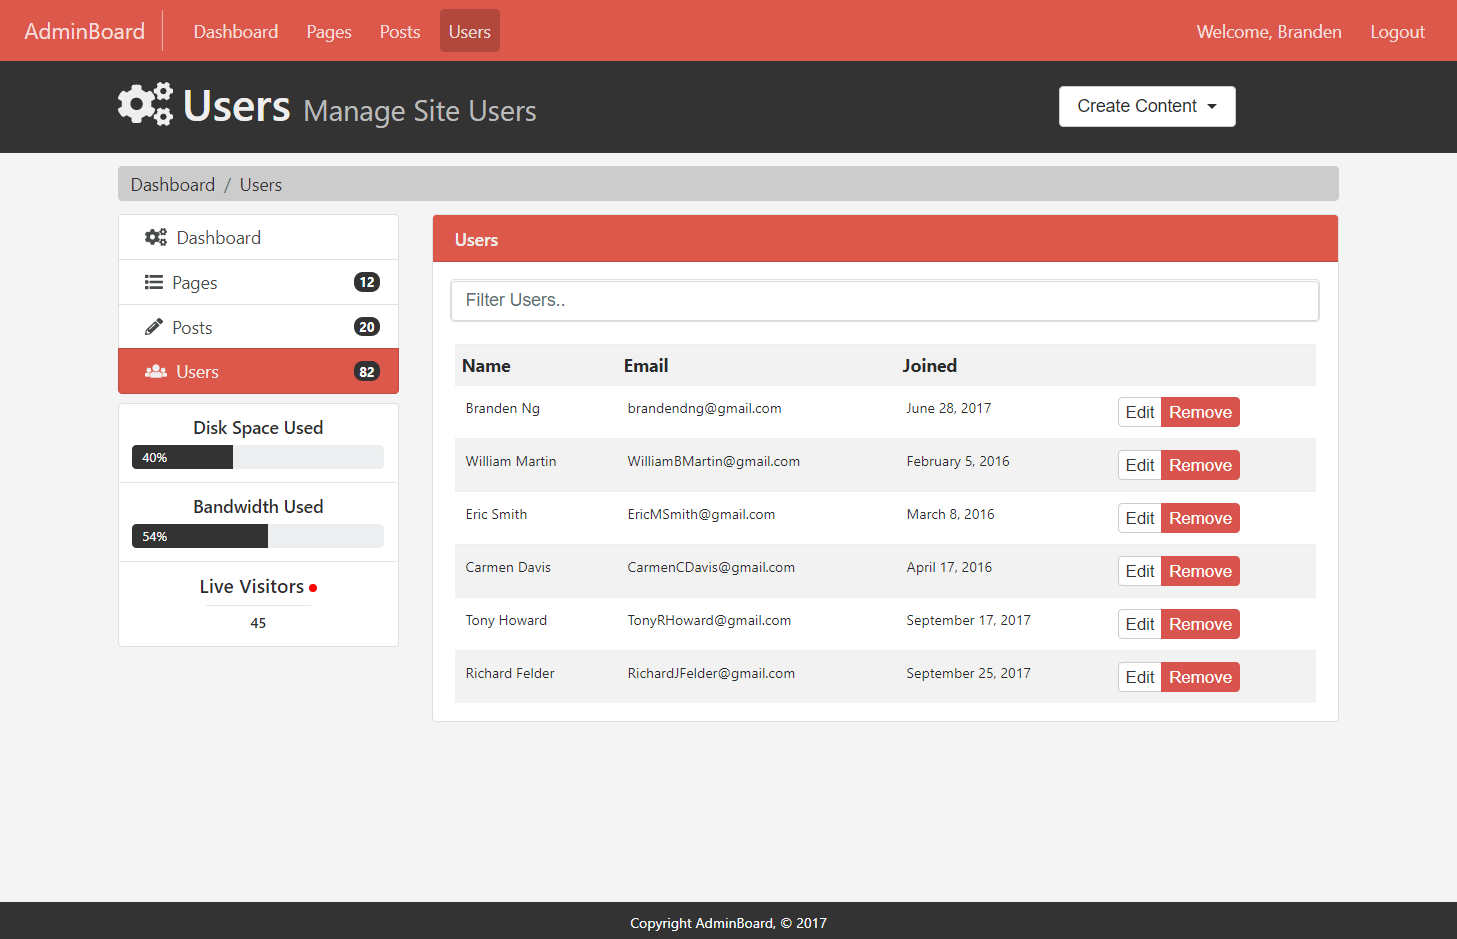 AdminBoard Dashboard Pages Posts Users Welcome, Branden Logout
Users Manage Site Users Create Content
Dashboard / Users
Dashboard
Pages 12
Posts 20
Users 82
Disk Space Used
40%
Bandwidth Used
54%
Live Visitors
45
Users
Filter Users..
Name Email Joined
Branden Ng brandendng@gmail.com June 28, 2017 Edit Remove
William Martin WilliamBMartin@gmail.com February 5, 2016 Edit Remove
Eric Smith EricMSmith@gmail.com March 8, 2016 Edit Remove
Carmen Davis CarmenCDavis@gmail.com April 17, 2016 Edit Remove
Tony Howard TonyRHoward@gmail.com September 17, 2017 Edit Remove
Richard Felder RichardJFelder@gmail.com September 25, 2017 Edit Remove
Copyright AdminBoard, © 2017